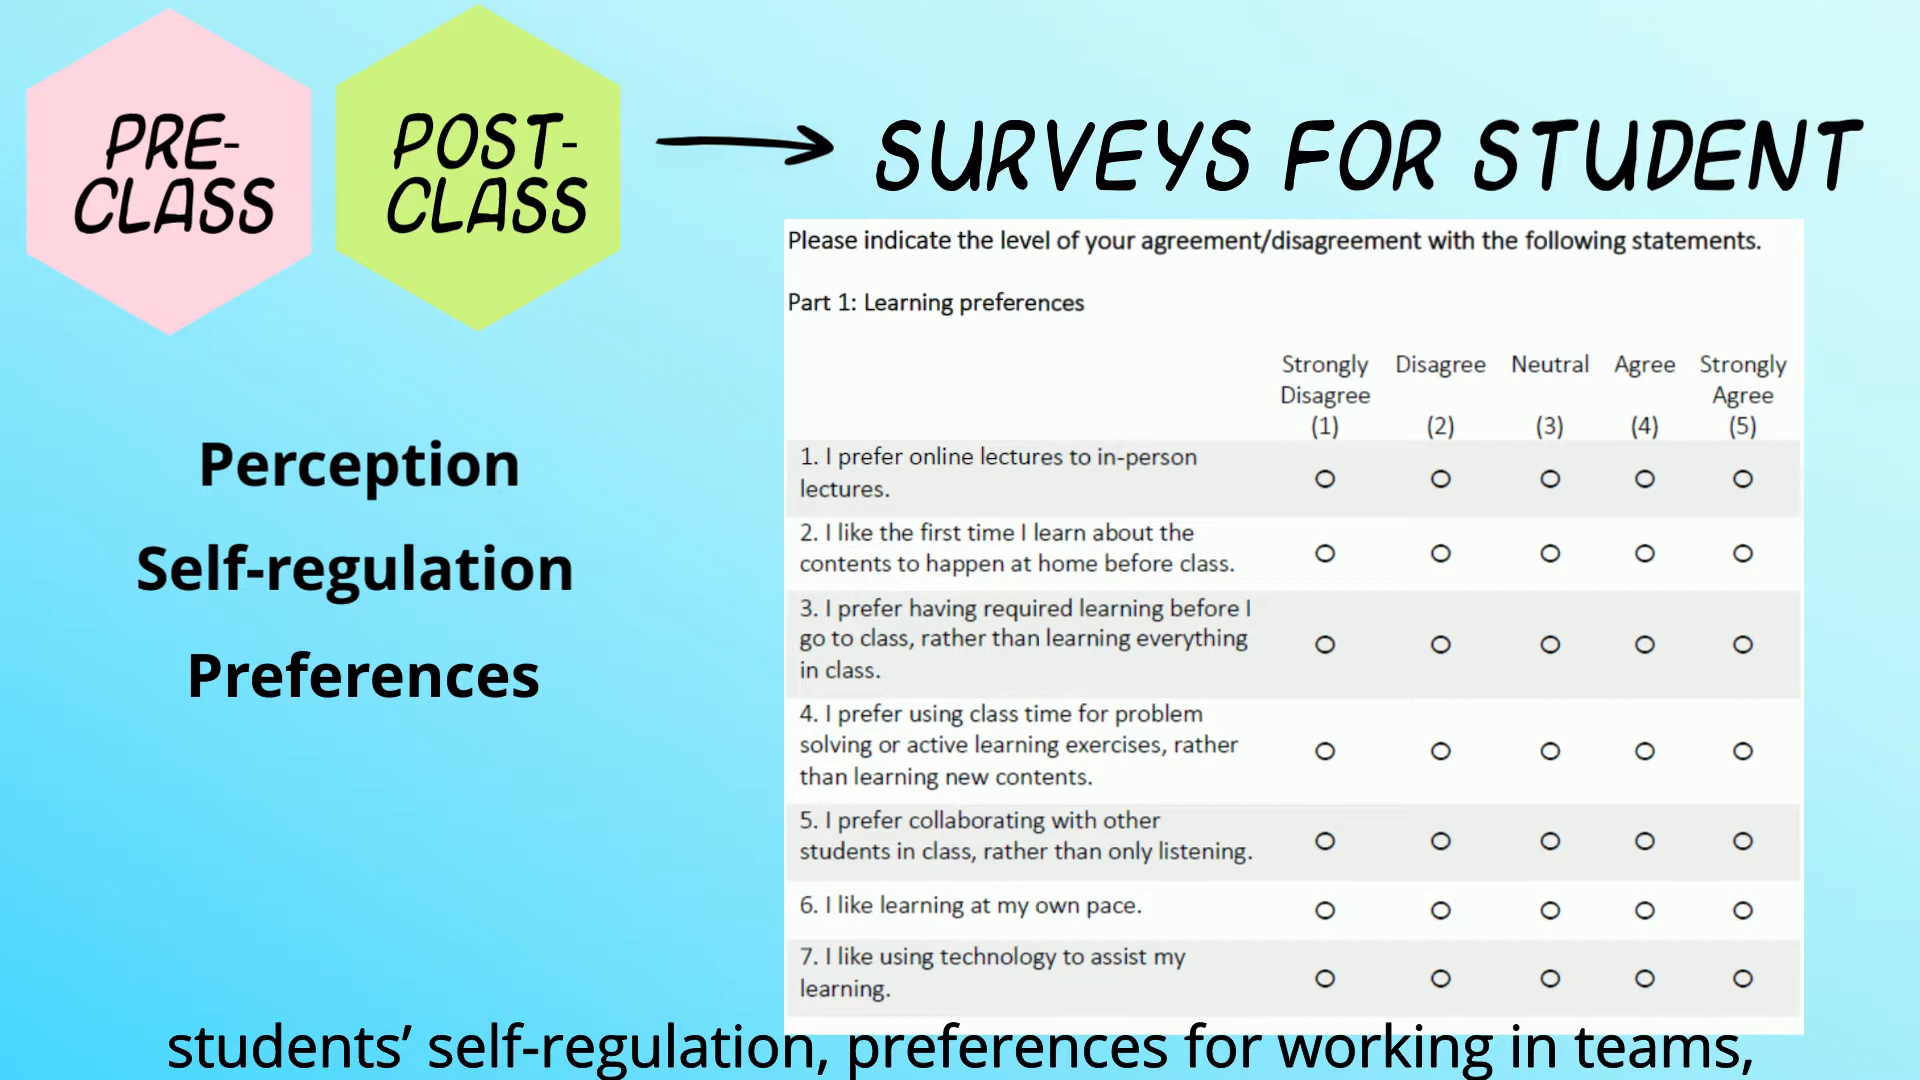 PRE-
CLASS
POST-
CLASS
SURVEYS FOR STUDENT
Perception
Self-regulation
Preferences
Please indicate the level of your agreement/disagreement with the following statements.
Part 1: Learning preferences
Strongly Disagree Neutral Agree Strongly
Disagree Agree
(1) (2) (3) (4) (5)
1. I prefer online lectures to in-person
lectures.
2. I like the first time I learn about the
contents to happen at home before class.
3. I prefer having required learning before I
go to class, rather than learning everything
in class.
4. I prefer using class time for problem
solving or active learning exercises, rather
than learning new contents.
5. I prefer collaborating with other
students in class, rather than only listening.
6. I like learning at my own pace.
7. I like using technology to assist my
learning.
students’ self-regulation, preferences for working in teams,